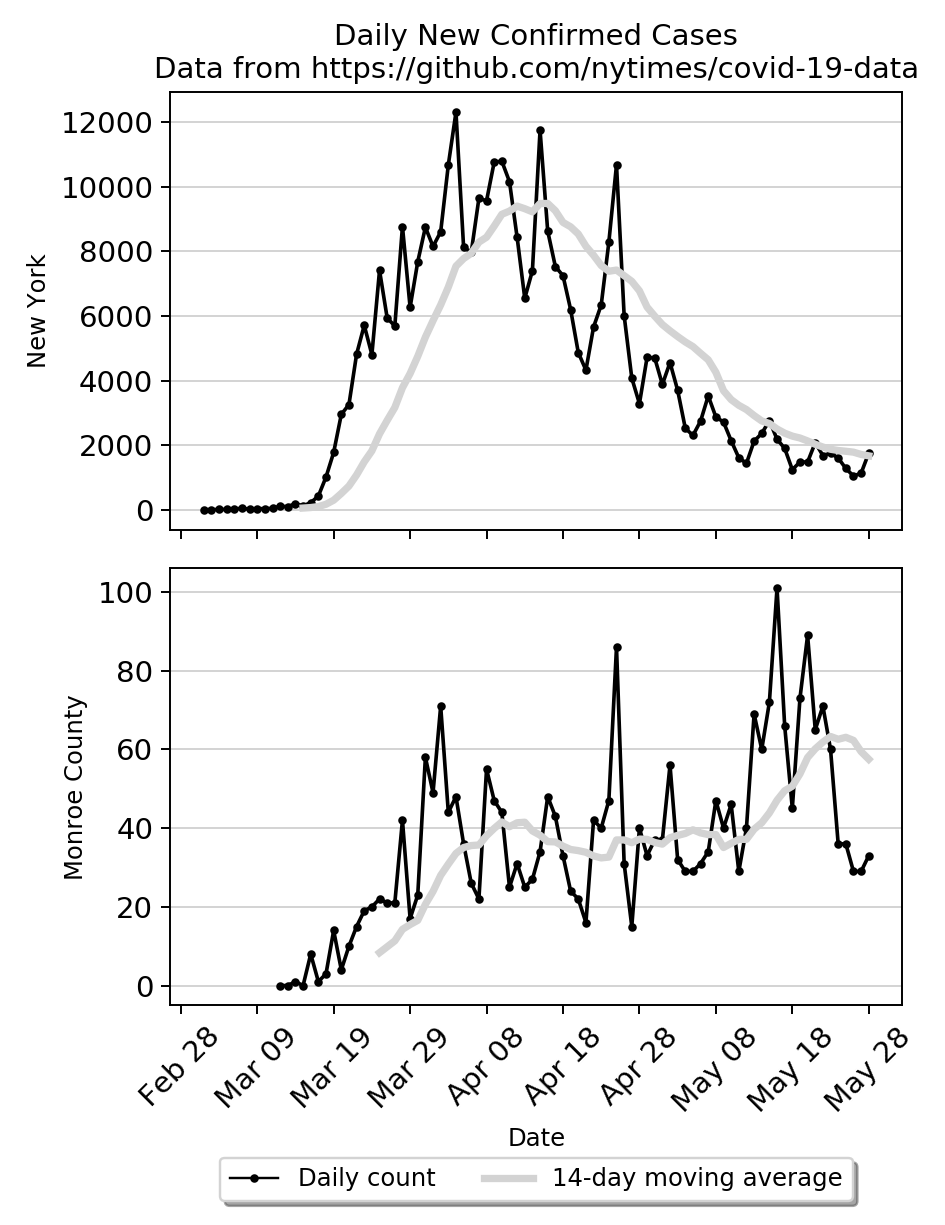 Daily New Confirmed Cases
Data from https://github.com/nytimes/covid-19-data
12000
10000
8000
6000
4000
2000
0
New York
100
80
60
40
20
0
Monroe County
Feb 28
Mar 09
Mar 19
Mar 29
Apr 08
Apr 18
Apr 28
May 08
May 18
May 28
Date
Daily count
14-day moving average